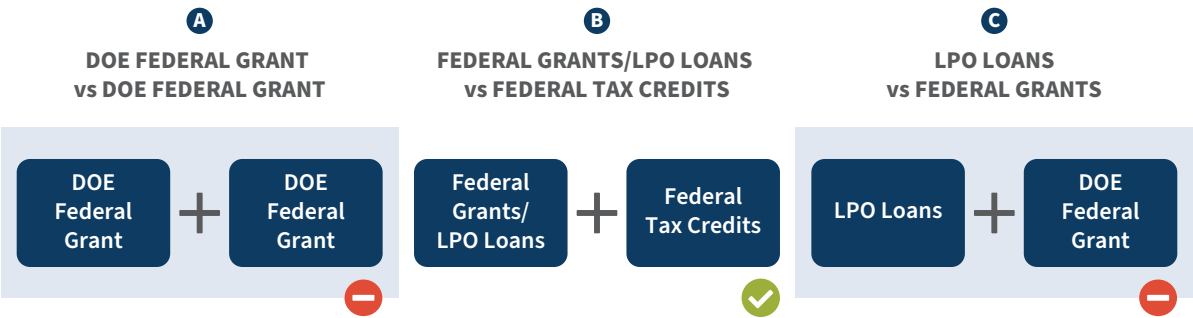 A
DOE FEDERAL GRANT
vs DOE FEDERAL GRANT
DOE
Federal
Grant
DOE
Federal
Grant
B
FEDERAL GRANTS/LPO LOANS
vs FEDERAL TAX CREDITS
Federal
Grants/
LPO Loans
Federal
Tax Credits
C
LPO LOANS
vs FEDERAL GRANTS
LPO Loans
DOE
Federal
Grant